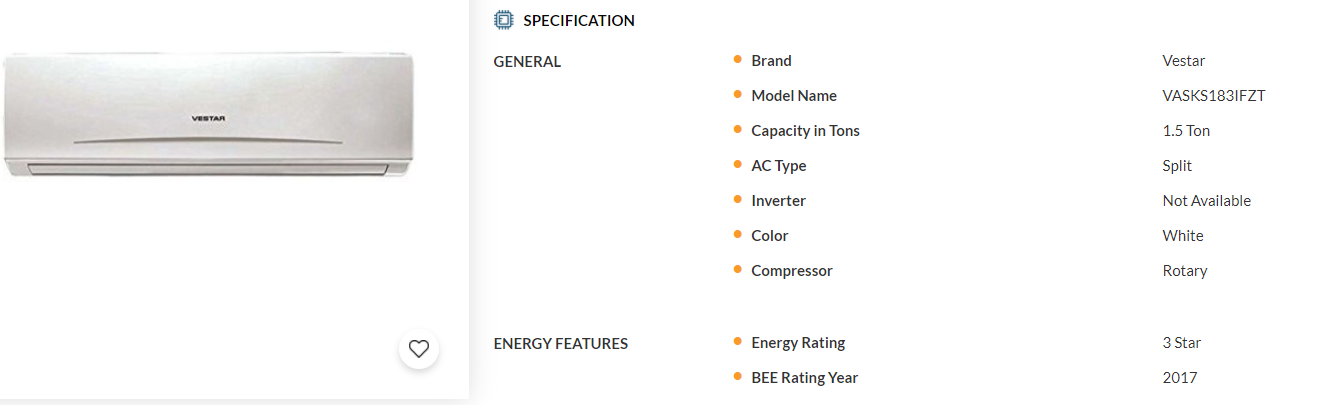 SPECIFICATION
VESTAR
GENERAL
Brand Vestar
Model Name VASKS183IFZT
Capacity in Tons 1.5 Ton
AC Type Split
Inverter Not Available
Color White
Compressor Rotary
ENERGY FEATURES
Energy Rating 3 Star
BEE Rating Year 2017